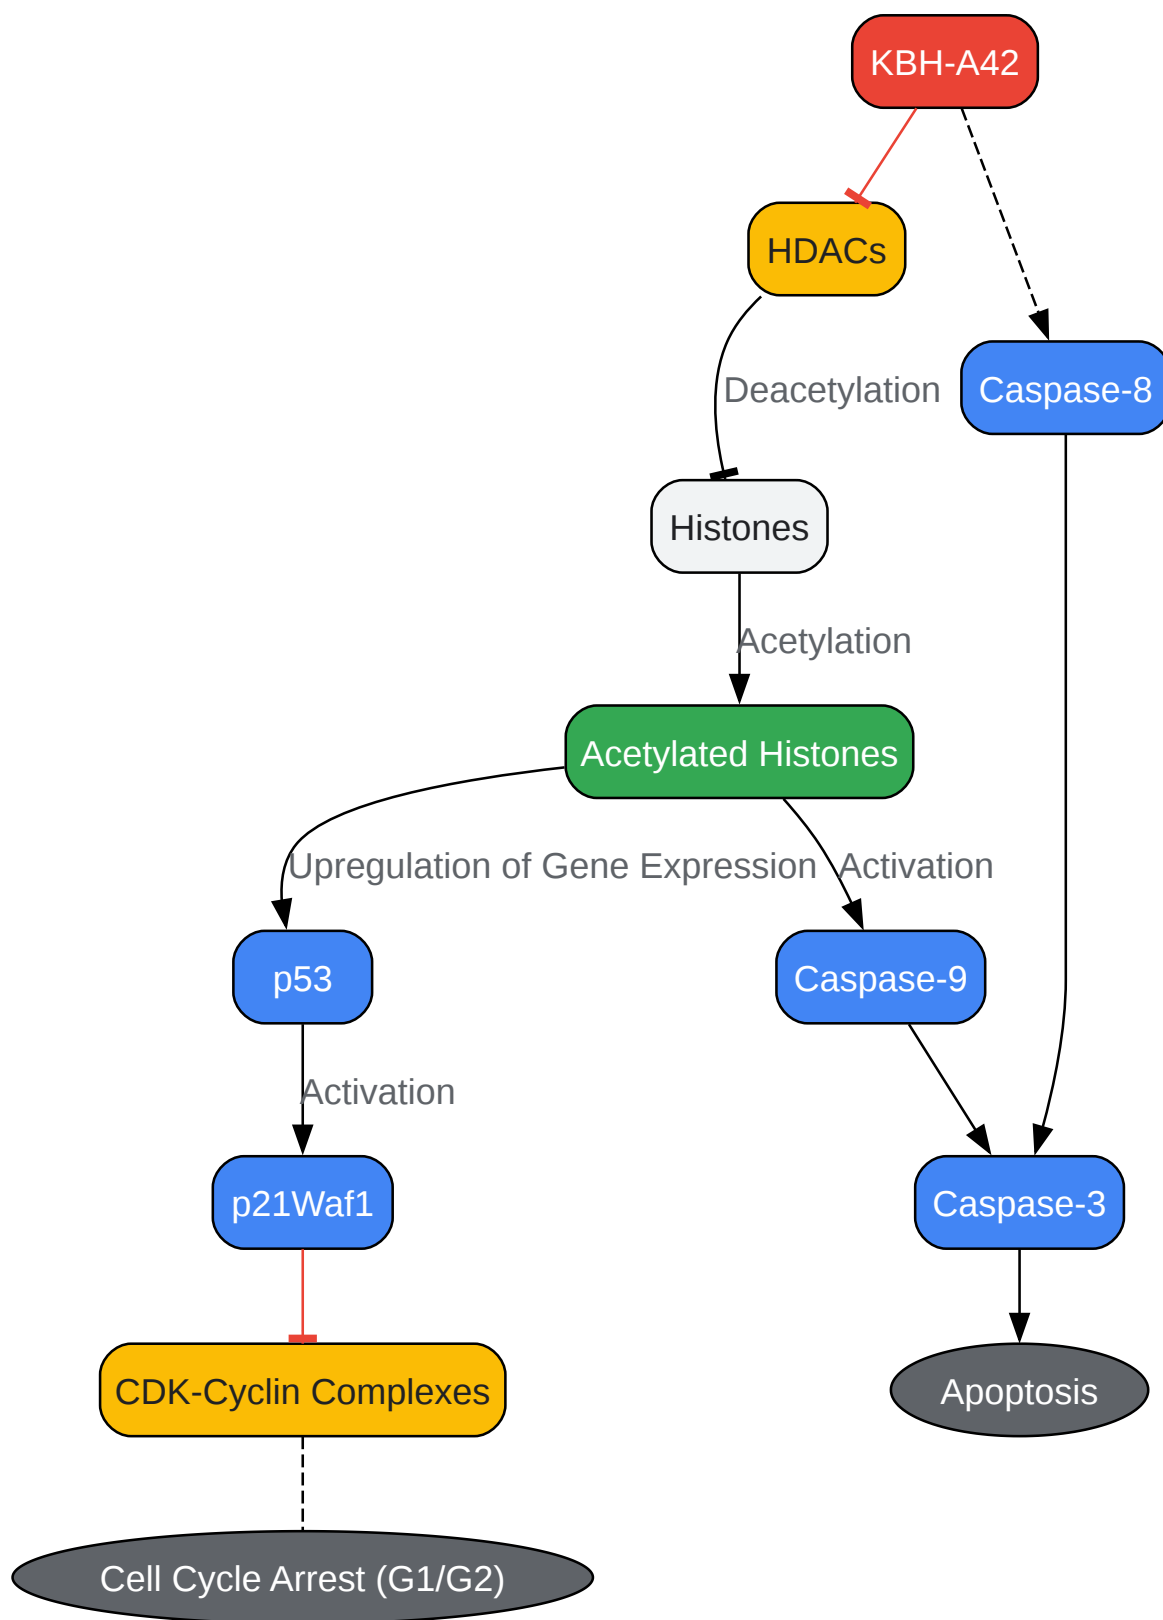 KBH-A42
HDACs
Deacetylation
Caspase-8
Histones
Acetylation
Acetylated Histones
Upregulation of Gene Expression
Activation
p53
Caspase-9
Activation
p21Waf1
Caspase-3
CDK-Cyclin Complexes
Apoptosis
Cell Cycle Arrest (G1/G2)